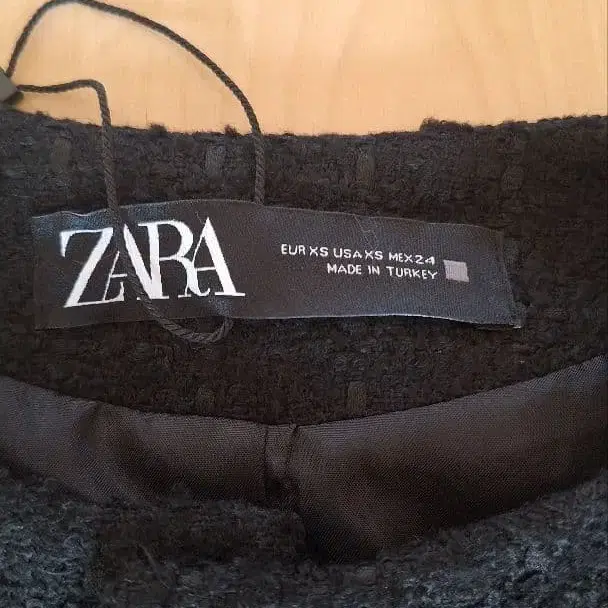 ZARA
EUR XS USA XS MEX 24
MADE IN TURKEY